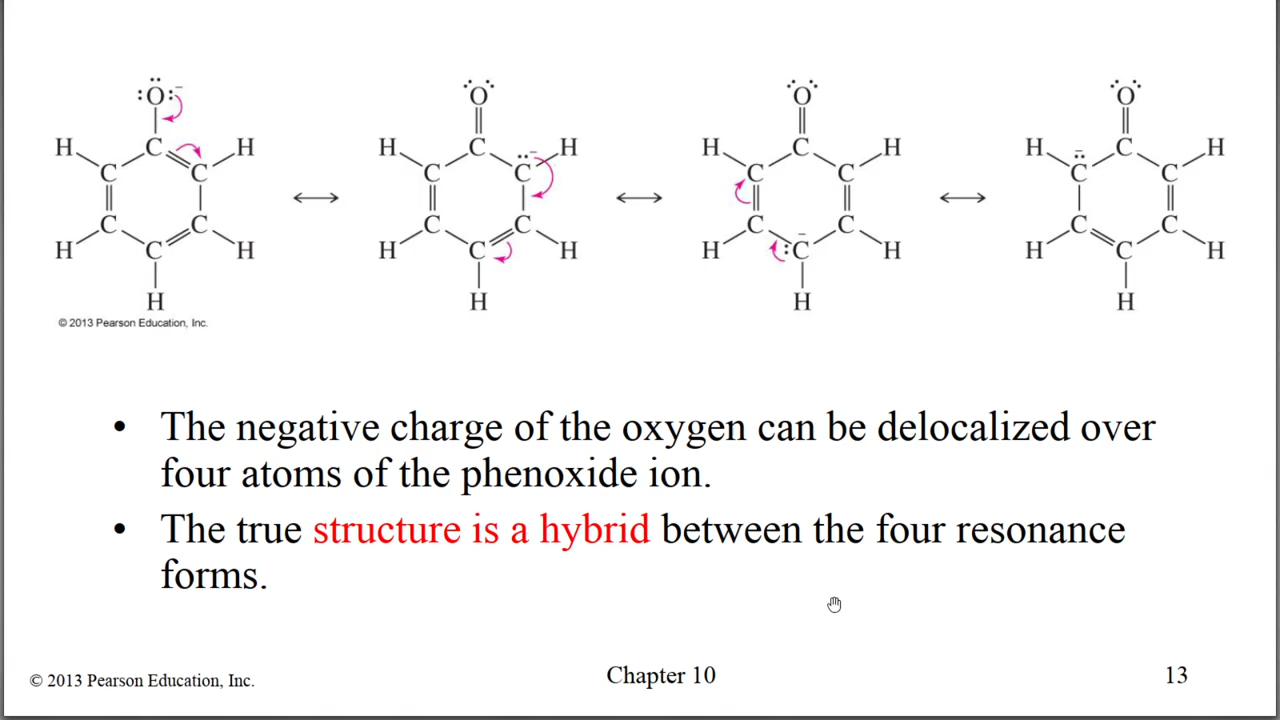 :Ö:⁻ Ö Ö Ö
H C H H C H H C H H C H
C C C C C C C C
C C C C C C C C
H C H H C H H C H H C H
H H H H
© 2013 Pearson Education, Inc.
• The negative charge of the oxygen can be delocalized over
four atoms of the phenoxide ion.
• The true structure is a hybrid between the four resonance
forms.
© 2013 Pearson Education, Inc. Chapter 10 13